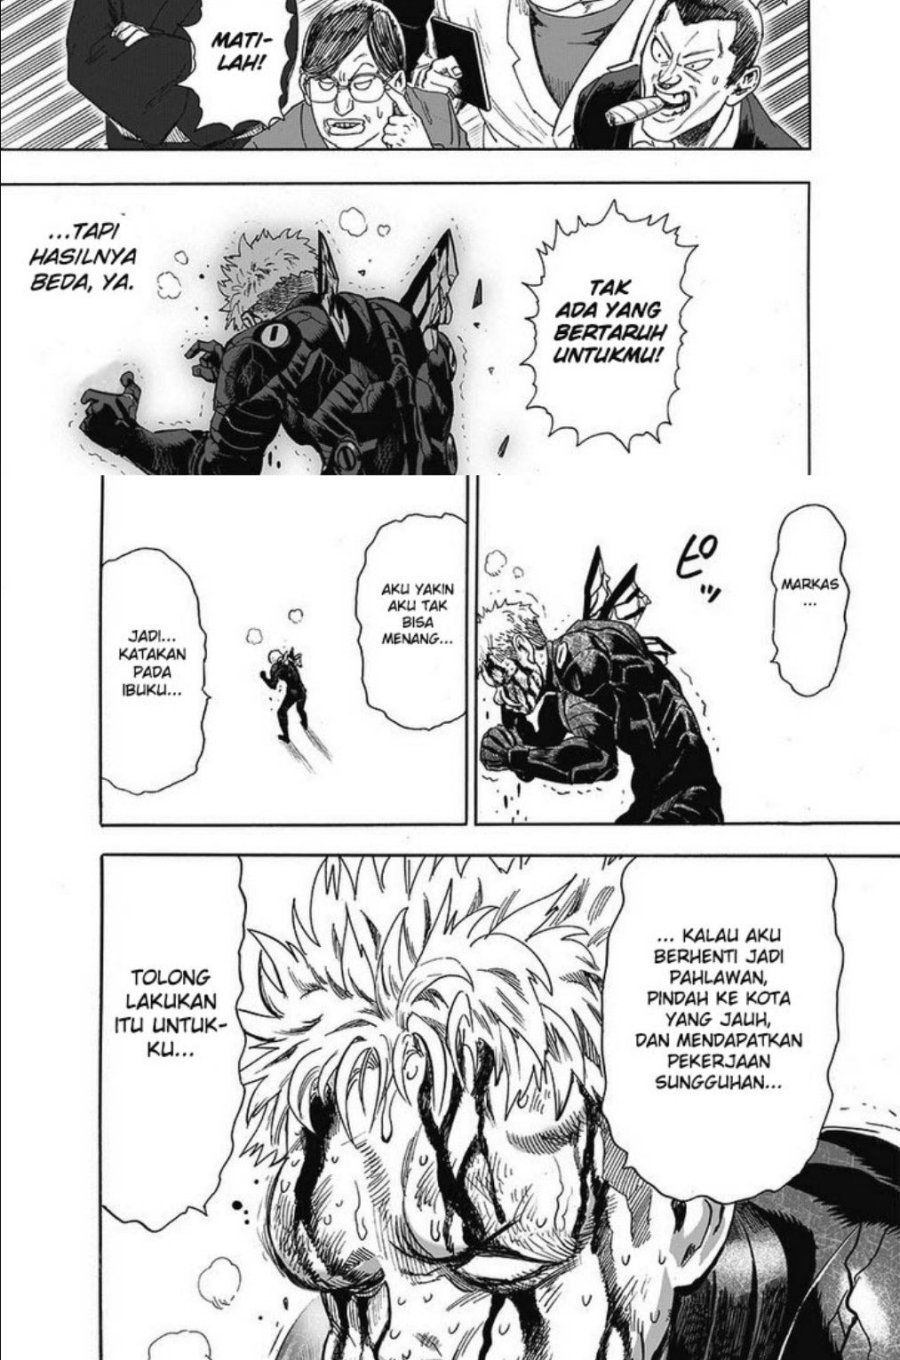 MATI-
LAH!
TAK
ADA YANG
BERTARUH
UNTUKMU!
...TAPI
HASILNYA
BEDA, YA.
MARKAS
...
ピ
ッ
AKU YAKIN
AKU TAK
BISA
MENANG...
JADI...
KATAKAN
PADA
IBUKU...
... KALAU AKU
BERHENTI JADI
PAHLAWAN,
PINDAH KE KOTA
YANG JAUH,
DAN MENDAPATKAN
PEKERJAAN
SUNGGUHAN...
TOLONG
LAKUKAN
ITU UNTUK-
KU...